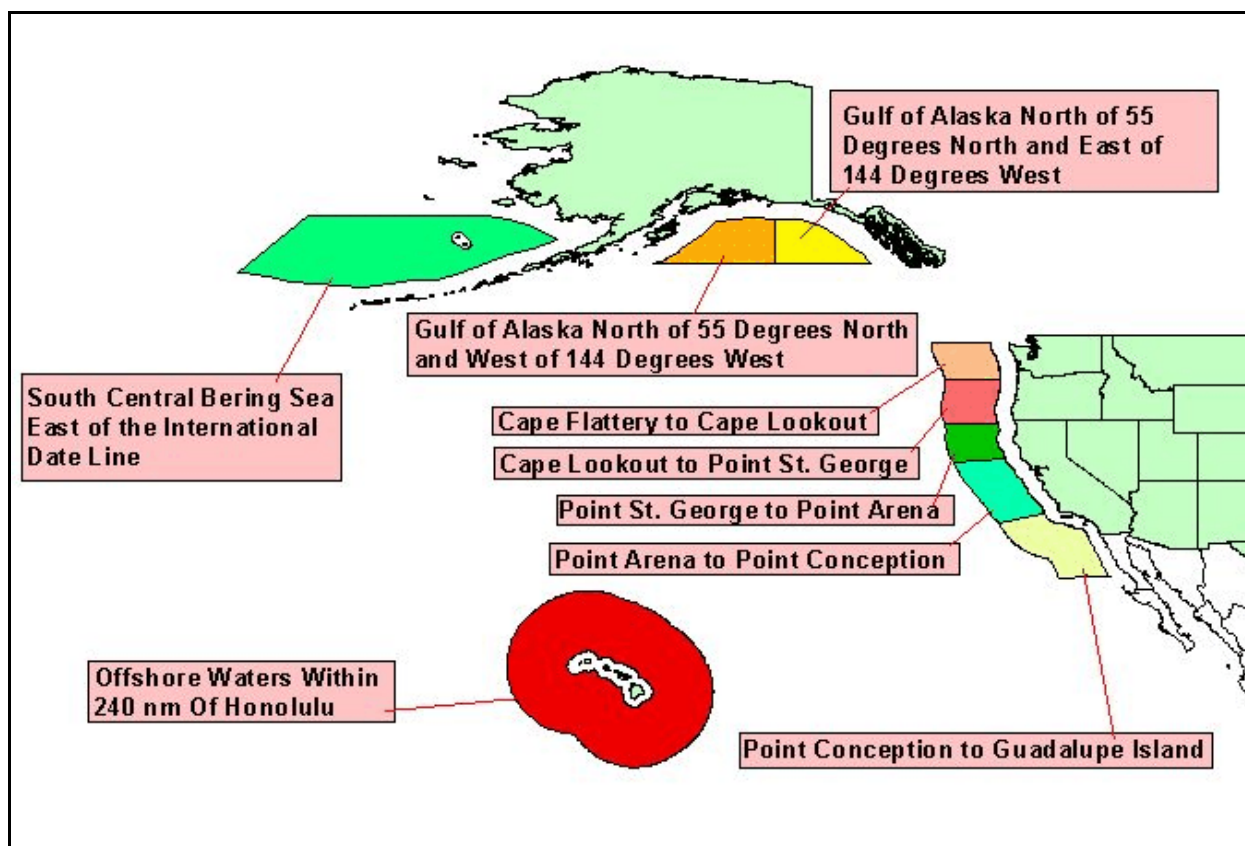 Gulf of Alaska North of 55
Degrees North and East of
144 Degrees West
Gulf of Alaska North of 55 Degrees North
and West of 144 Degrees West
South Central Bering Sea
East of the International
Date Line
Cape Flattery to Cape Lookout
Cape Lookout to Point St. George
Point St. George to Point Arena
Point Arena to Point Conception
Offshore Waters Within
240 nm Of Honolulu
Point Conception to Guadalupe Island